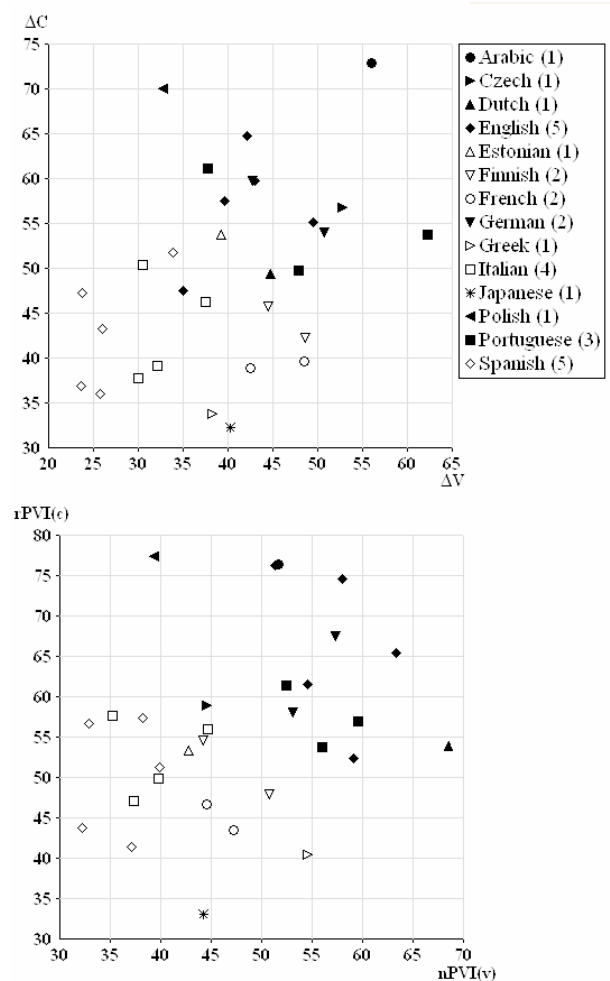 ΔC
75
70
65
60
55
50
45
40
35
30
20 25 30 35 40 45 50 55 60 65
ΔV
Arabic (1)
Czech (1)
Dutch (1)
English (5)
Estonian (1)
Finnish (2)
French (2)
German (2)
Greek (1)
Italian (4)
Japanese (1)
Polish (1)
Portuguese (3)
Spanish (5)
rPVI(c)
80
75
70
65
60
55
50
45
40
35
30
30 35 40 45 50 55 60 65 70
nPVI(v)